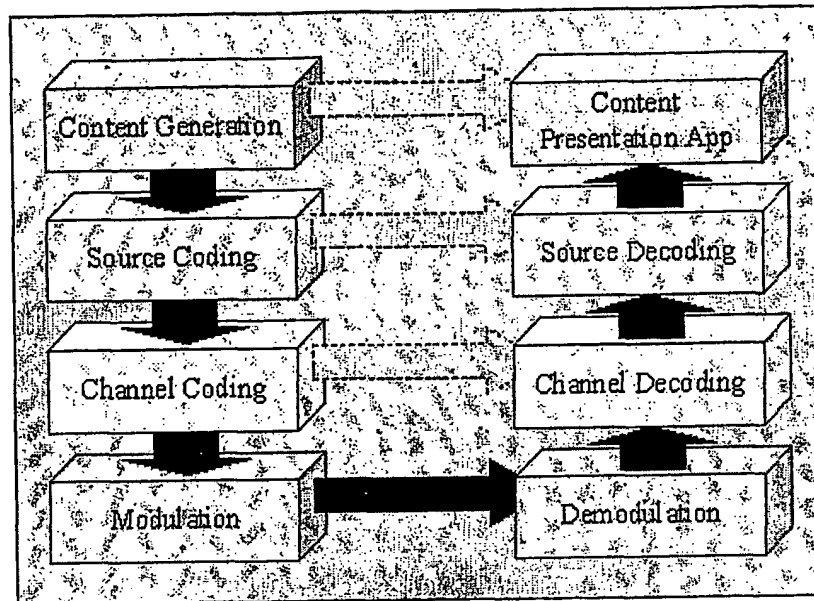 Content Generation
Content
Presentation App
Source Coding
Source Decoding
Channel Coding
Channel Decoding
Modulation
Demodulation